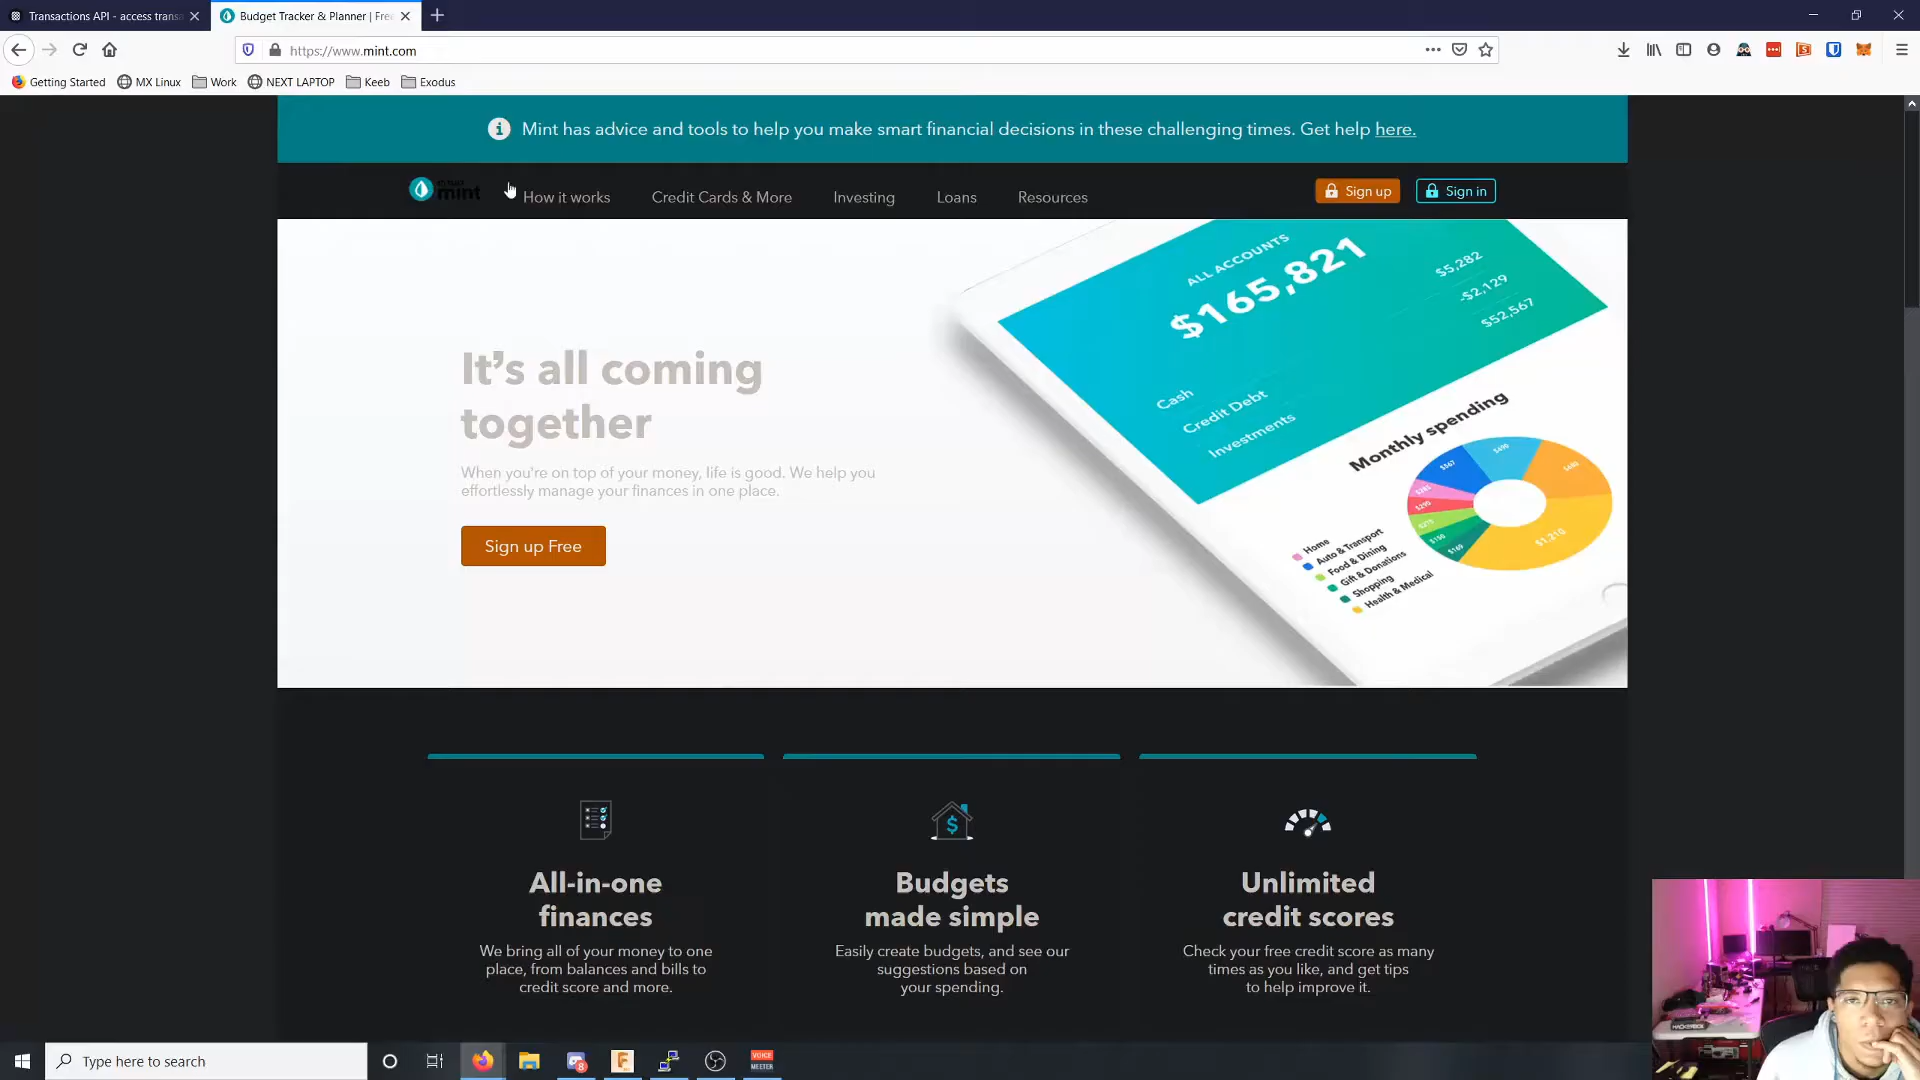 Transactions API - access transa
Budget Tracker & Planner | Fre
https://www.mint.com
Getting Started
MX Linux
Work
NEXT LAPTOP
Keeb
Exodus
Mint has advice and tools to help you make smart financial decisions in these challenging times. Get help here.
mint
How it works
Credit Cards & More
Investing
Loans
Resources
Sign up
Sign in
It's all coming
together
When you're on top of your money, life is good. We help you
effortlessly manage your finances in one place.
Sign up Free
ALL ACCOUNTS
$165,821
$5,282
-$2,129
$52,567
Cash
Credit Debt
Investments
Monthly spending
$567
$1,210
Home
Auto & Transport
Food & Dining
Gift & Donations
Shopping
Health & Medical
All-in-one
finances
We bring all of your money to one
place, from balances and bills to
credit score and more.
Budgets
made simple
Easily create budgets, and see our
suggestions based on
your spending.
Unlimited
credit scores
Check your free credit score as many
times as you like, and get tips
to help improve it.
HACKERBOX
Type here to search
VOICE
MEETER